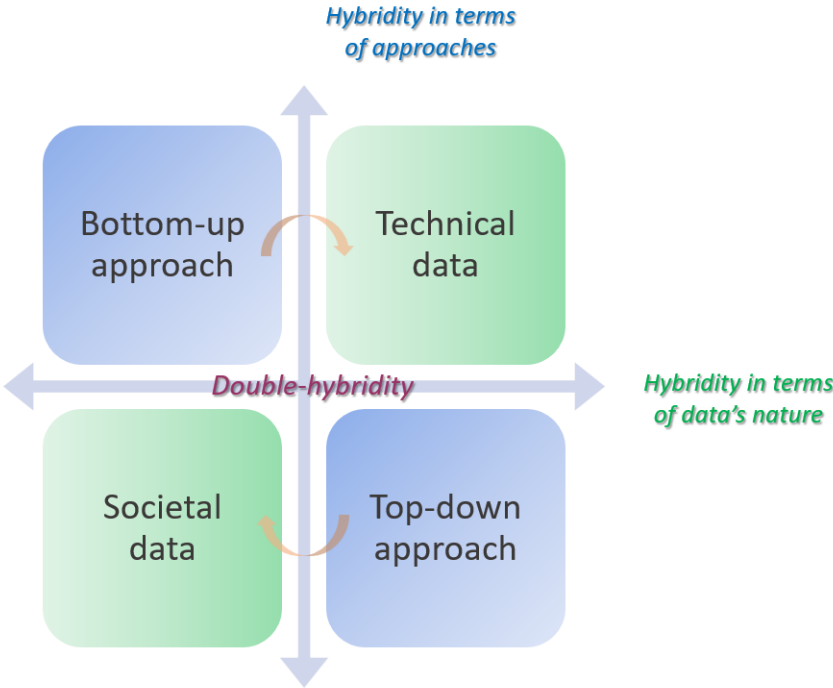 Hybridity in terms
of approaches
Bottom-up
approach
Technical
data
Double-hybridity
Hybridity in terms
of data's nature
Societal
data
Top-down
approach